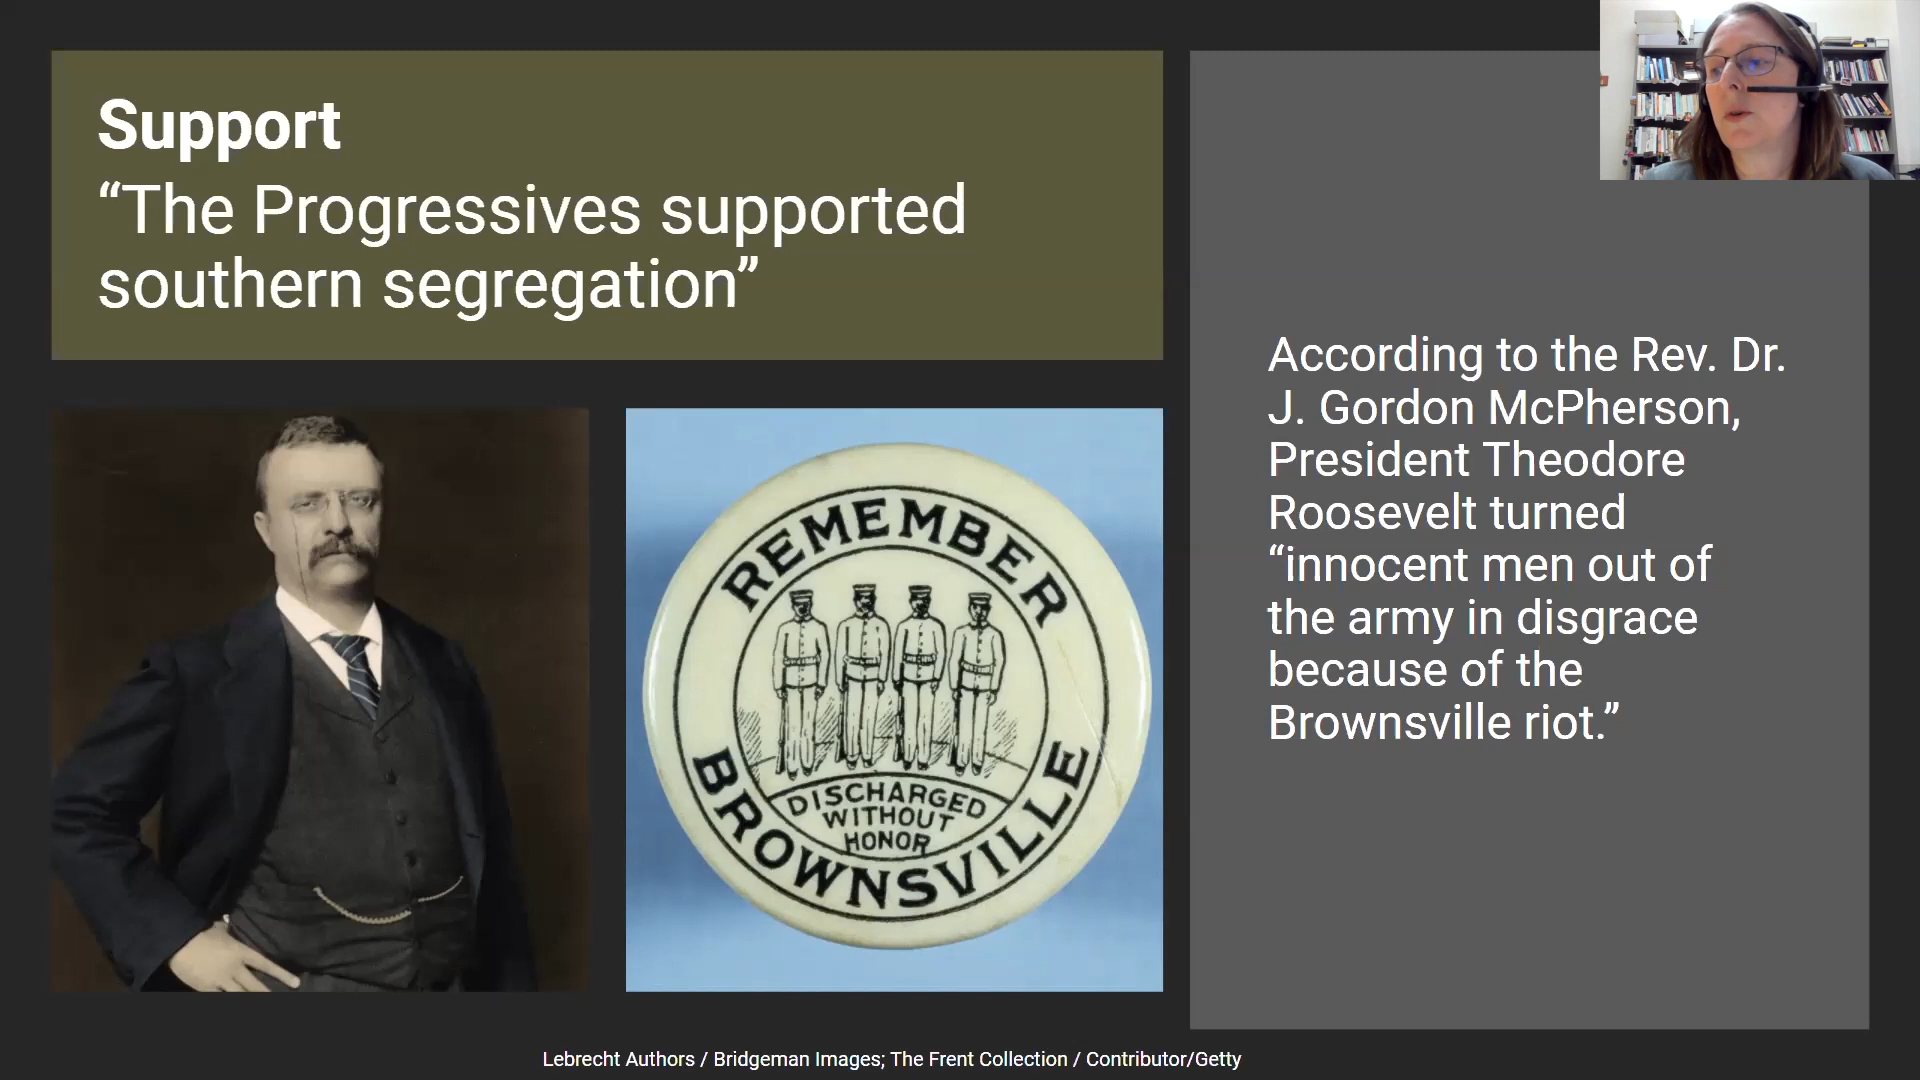 Support
“The Progressives supported
southern segregation”
REMEMBER
DISCHARGED
WITHOUT
HONOR
BROWNSVILLE
According to the Rev. Dr.
J. Gordon McPherson,
President Theodore
Roosevelt turned
“innocent men out of
the army in disgrace
because of the
Brownsville riot.”
Lebrecht Authors / Bridgeman Images; The Frent Collection / Contributor/Getty